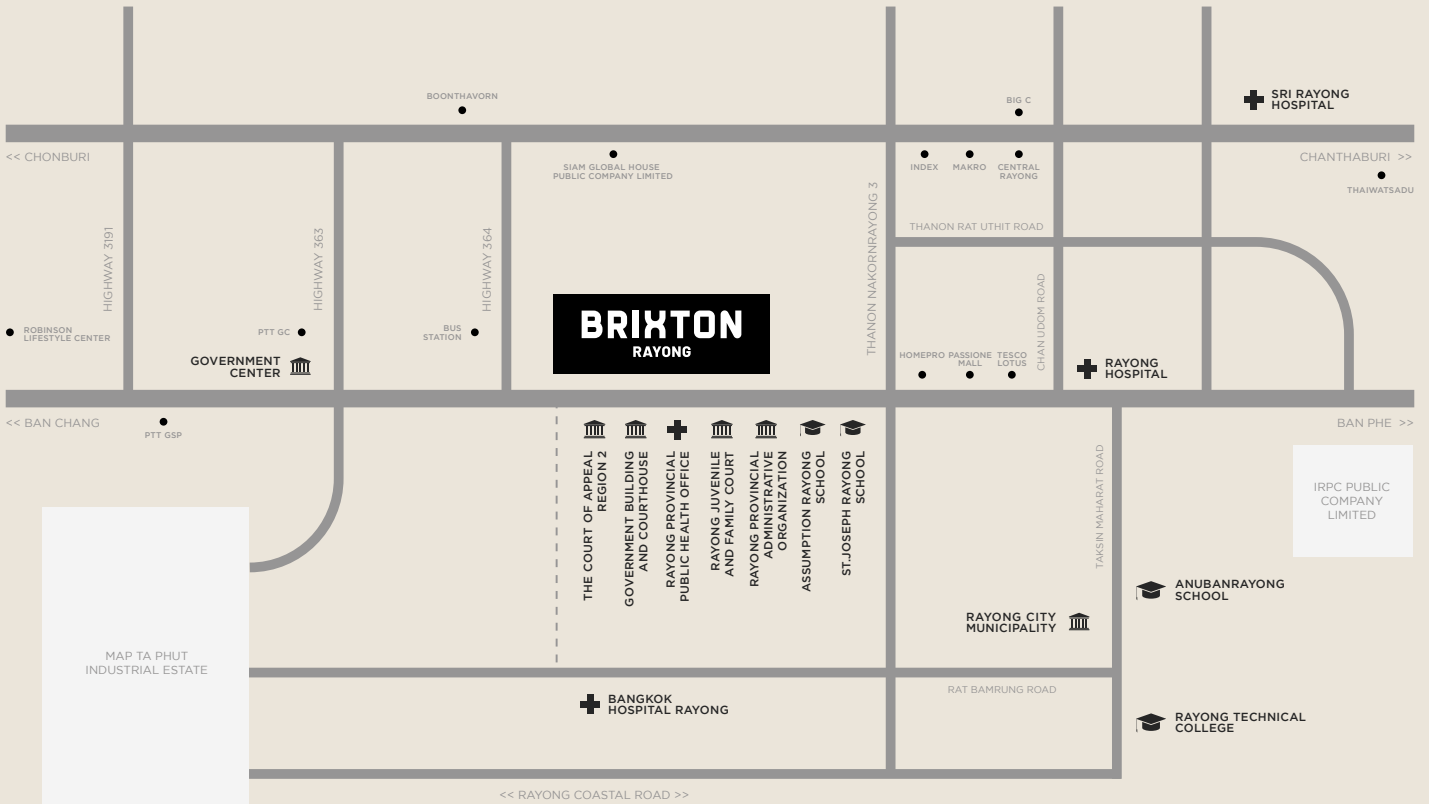 BOONTHAVORN
BIG C
SRI RAYONG
HOSPITAL
<< CHONBURI
SIAM GLOBAL HOUSE
PUBLIC COMPANY LIMITED
INDEX
MAKRO
CENTRAL
RAYONG
CHANTHABURI >>
THAIWATSADU
HIGHWAY 3191
HIGHWAY 363
HIGHWAY 364
THANON NAKORNRAYONG 3
THANON RAT UTHIT ROAD
CHAN UDOM ROAD
ROBINSON
LIFESTYLE CENTER
PTT GC
BUS
STATION
GOVERNMENT
CENTER
BRIXTON
RAYONG
HOMEPRO
PASSIONE
MALL
TESCO
LOTUS
RAYONG
HOSPITAL
<< BAN CHANG
PTT GSP
BAN PHE >>
THE COURT OF APPEAL
REGION 2
GOVERNMENT BUILDING
AND COURTHOUSE
RAYONG PROVINCIAL
PUBLIC HEALTH OFFICE
RAYONG JUVENILE
AND FAMILY COURT
RAYONG PROVINCIAL
ADMINISTRATIVE
ORGANIZATION
ASSUMPTION RAYONG
SCHOOL
ST.JOSEPH RAYONG
SCHOOL
TAKSIN MAHARAT ROAD
IRPC PUBLIC
COMPANY
LIMITED
ANUBANRAYONG
SCHOOL
RAYONG CITY
MUNICIPALITY
MAP TA PHUT
INDUSTRIAL ESTATE
RAT BAMRUNG ROAD
BANGKOK
HOSPITAL RAYONG
RAYONG TECHNICAL
COLLEGE
<< RAYONG COASTAL ROAD >>